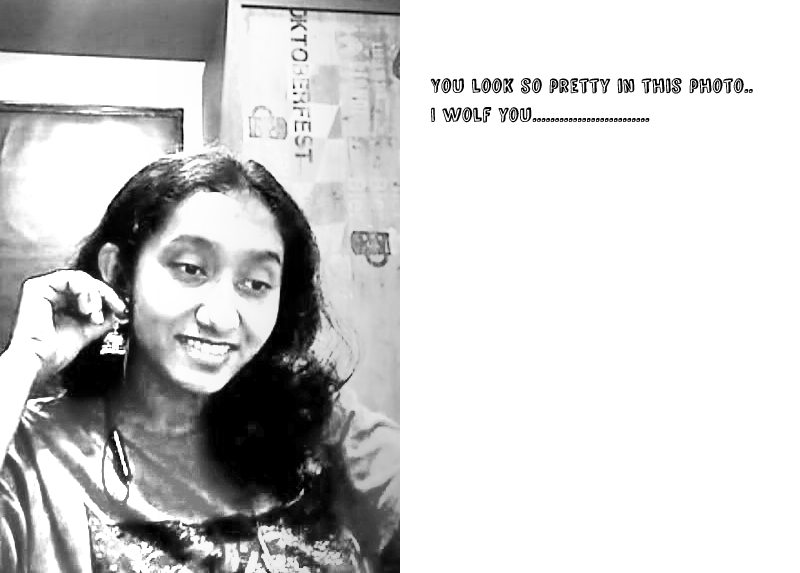 OKTOBERFEST
YOU LOOK SO PRETTY IN THIS PHOTO..
I WOLF YOU..........................